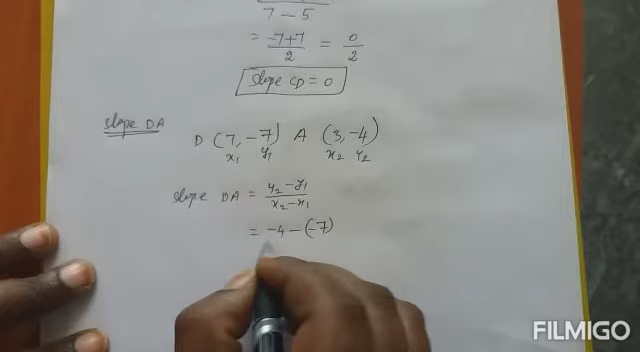 7 - 5
= -7+7/2 = 0/2
Slope CD = 0
Slope DA
D (7, -7) A (3, -4)
x₁ y₁ x₂ y₂
Slope DA = y₂ - y₁/x₂ - x₁
= -4 - (-7)
FILMIGO